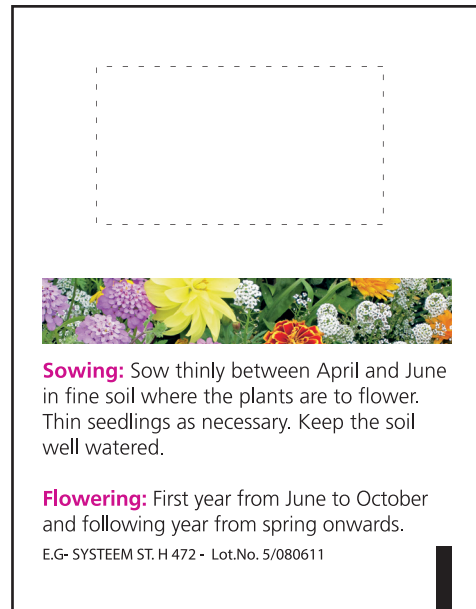 Sowing: Sow thinly between April and June
in fine soil where the plants are to flower.
Thin seedlings as necessary. Keep the soil
well watered.
Flowering: First year from June to October
and following year from spring onwards.
E.G- SYSTEEM ST. H 472 - Lot.No. 5/080611